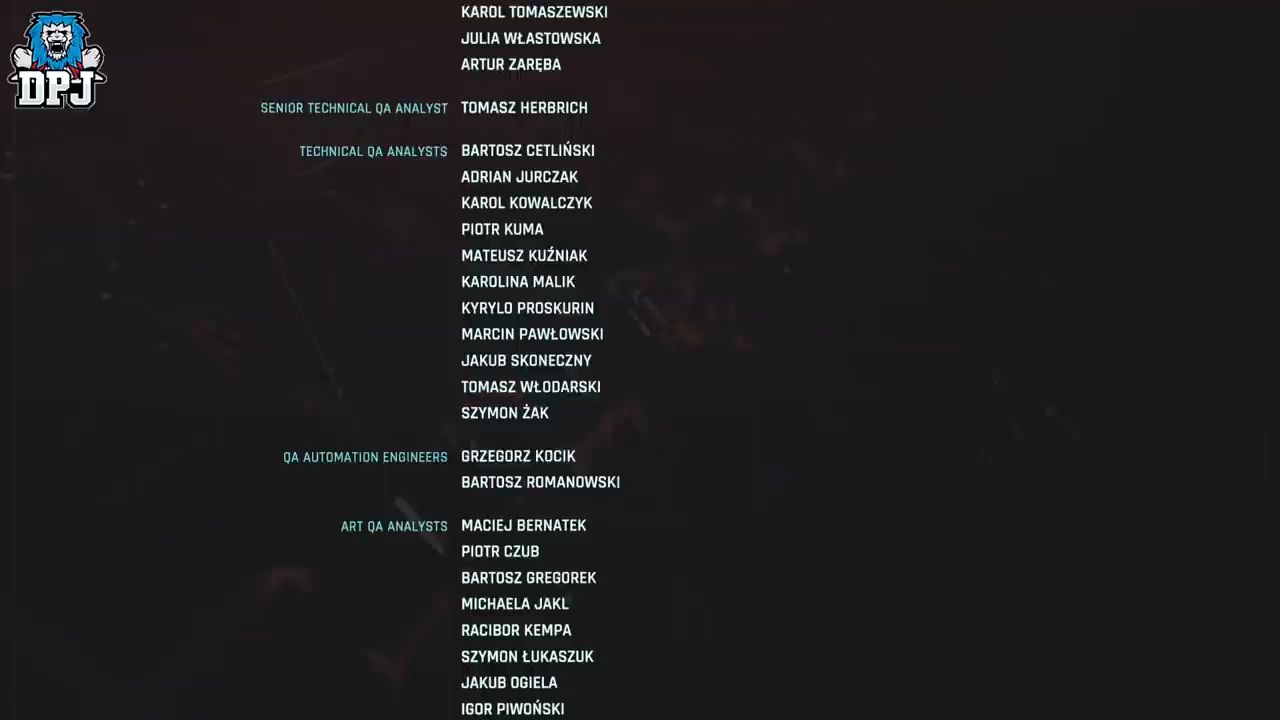 DPJ
KAROL TOMASZEWSKI
JULIA WŁASTOWSKA
ARTUR ZARĘBA
SENIOR TECHNICAL QA ANALYST TOMASZ HERBRICH
TECHNICAL QA ANALYSTS BARTOSZ CETLIŃSKI
ADRIAN JURCZAK
KAROL KOWALCZYK
PIOTR KUMA
MATEUSZ KUŹNIAK
KAROLINA MALIK
KYRYLO PROSKURIN
MARCIN PAWŁOWSKI
JAKUB SKONECZNY
TOMASZ WŁODARSKI
SZYMON ŻAK
QA AUTOMATION ENGINEERS GRZEGORZ KOCIK
BARTOSZ ROMANOWSKI
ART QA ANALYSTS MACIEJ BERNATEK
PIOTR CZUB
BARTOSZ GREGOREK
MICHAELA JAKL
RACIBOR KEMPA
SZYMON ŁUKASZUK
JAKUB OGIELA
IGOR PIWOŃSKI